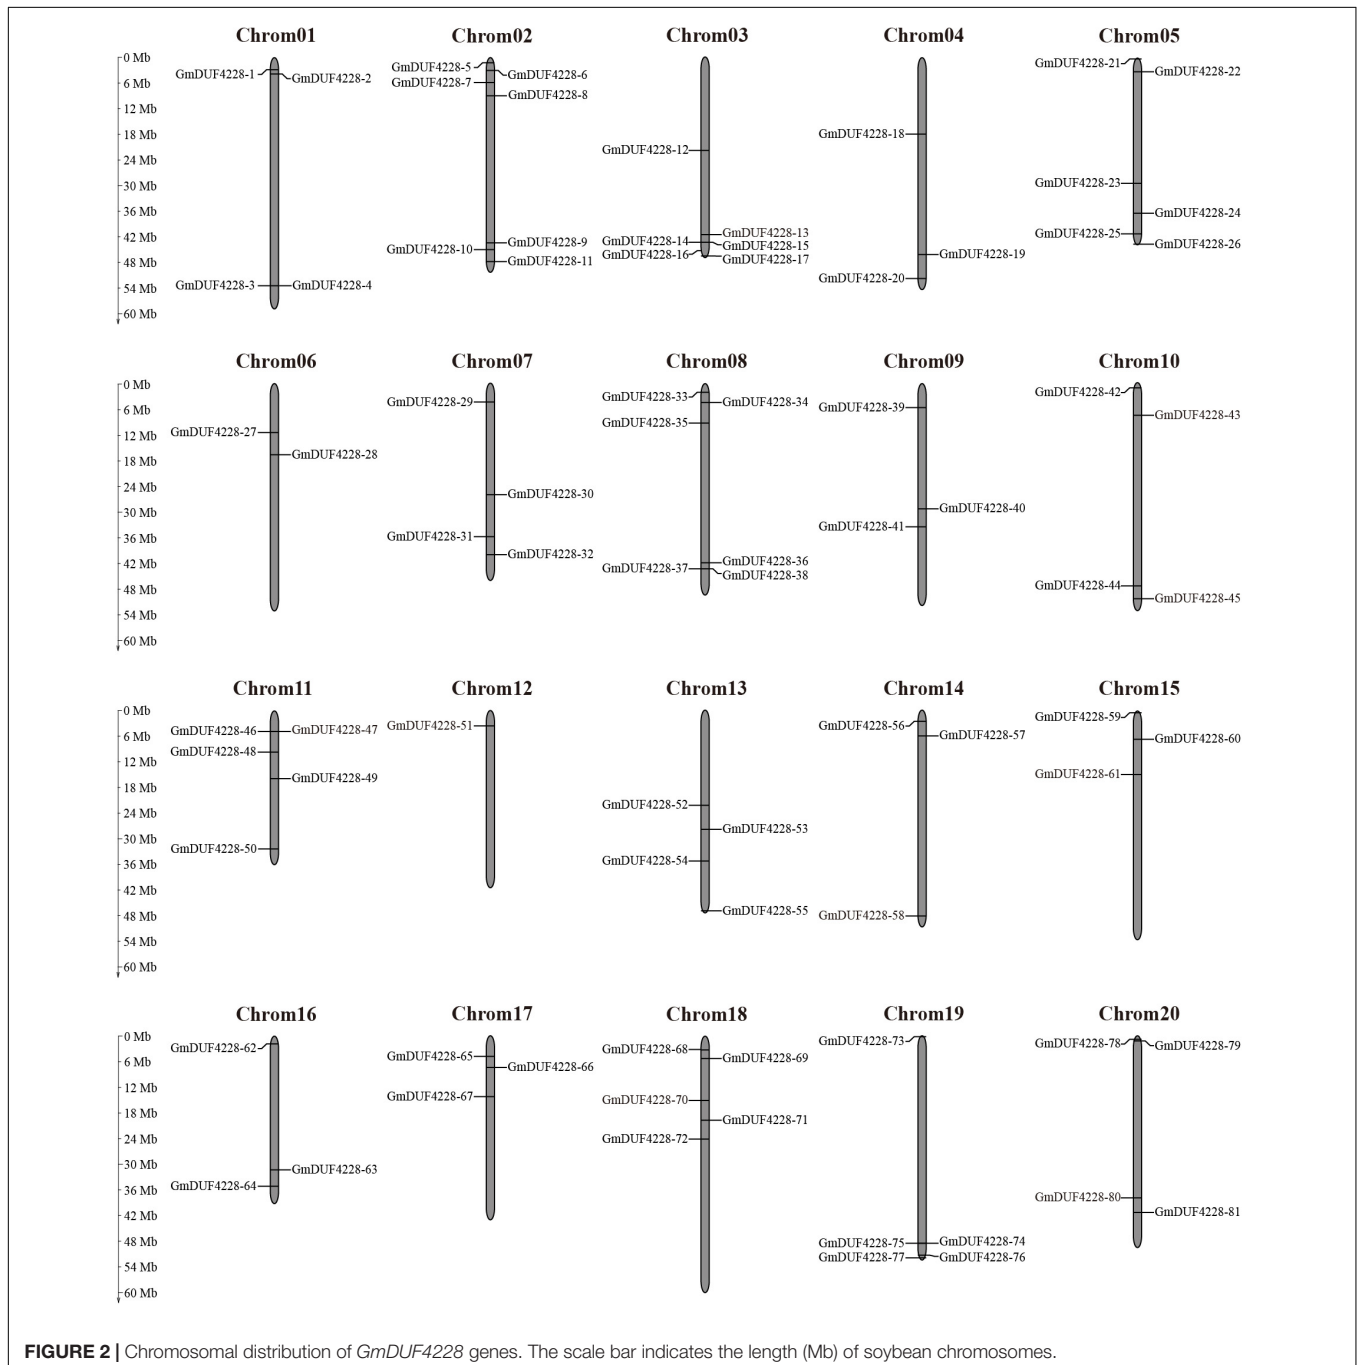 Chrom01 Chrom02 Chrom03 Chrom04 Chrom05
0 Mb
GmDUF4228-21
GmDUF4228-5
GmDUF4228-1 GmDUF4228-2 GmDUF4228-6 GmDUF4228-22
6 Mb GmDUF4228-7
GmDUF4228-8
12 Mb
18 Mb GmDUF4228-18
GmDUF4228-12
24 Mb
30 Mb GmDUF4228-23
36 Mb GmDUF4228-24
GmDUF4228-13 GmDUF4228-25
42 Mb GmDUF4228-9 GmDUF4228-14 GmDUF4228-15 GmDUF4228-26
GmDUF4228-10 GmDUF4228-16 GmDUF4228-17 GmDUF4228-19
48 Mb GmDUF4228-11
GmDUF4228-20
54 Mb GmDUF4228-3 GmDUF4228-4
60 Mb
Chrom06 Chrom07 Chrom08 Chrom09 Chrom10
0 Mb
GmDUF4228-33 GmDUF4228-42
GmDUF4228-29 GmDUF4228-34
6 Mb GmDUF4228-39 GmDUF4228-43
GmDUF4228-35
12 Mb GmDUF4228-27
18 Mb GmDUF4228-28
24 Mb
GmDUF4228-30
30 Mb GmDUF4228-40
GmDUF4228-41
36 Mb GmDUF4228-31
42 Mb GmDUF4228-32 GmDUF4228-36
GmDUF4228-37 GmDUF4228-38
48 Mb GmDUF4228-44
GmDUF4228-45
54 Mb
60 Mb
Chrom11 Chrom12 Chrom13 Chrom14 Chrom15
0 Mb
GmDUF4228-59
GmDUF4228-51 GmDUF4228-56
GmDUF4228-46 GmDUF4228-47
6 Mb GmDUF4228-57 GmDUF4228-60
GmDUF4228-48
12 Mb
GmDUF4228-61
18 Mb GmDUF4228-49
24 Mb GmDUF4228-52
30 Mb GmDUF4228-53
GmDUF4228-50
36 Mb GmDUF4228-54
42 Mb
48 Mb GmDUF4228-55 GmDUF4228-58
54 Mb
60 Mb
Chrom16 Chrom17 Chrom18 Chrom19 Chrom20
0 Mb
GmDUF4228-73 GmDUF4228-78 GmDUF4228-79
GmDUF4228-62 GmDUF4228-68
GmDUF4228-65 GmDUF4228-69
6 Mb GmDUF4228-66
12 Mb
GmDUF4228-67 GmDUF4228-70
18 Mb
GmDUF4228-71
24 Mb GmDUF4228-72
30 Mb
GmDUF4228-63
36 Mb GmDUF4228-64
GmDUF4228-80
42 Mb GmDUF4228-81
48 Mb GmDUF4228-75 GmDUF4228-74
GmDUF4228-77 GmDUF4228-76
54 Mb
60 Mb
FIGURE 2 | Chromosomal distribution of GmDUF4228 genes. The scale bar indicates the length (Mb) of soybean chromosomes.